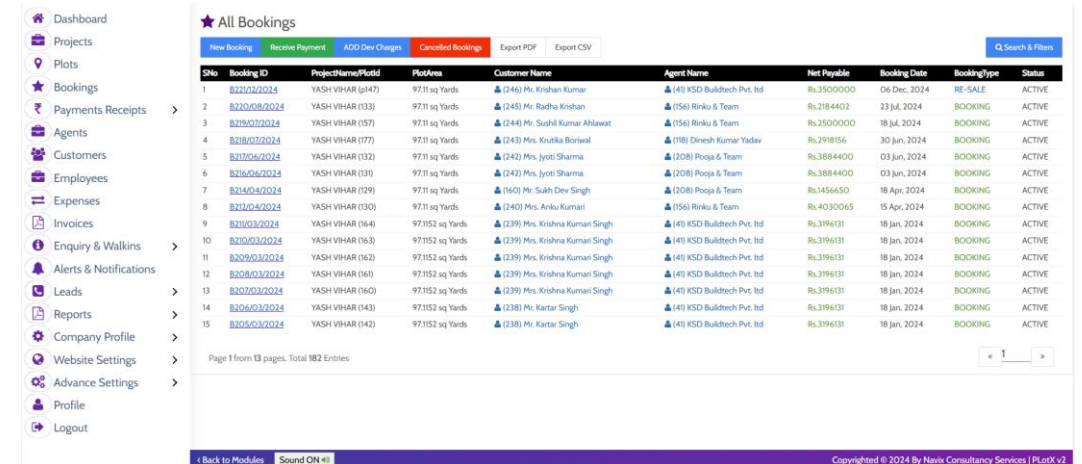 Dashboard
Projects
Plots
Bookings
Payments Receipts
Agents
Customers
Employees
Expenses
Invoices
Enquiry & Walkins
Alerts & Notifications
Leads
Reports
Company Profile
Website Settings
Advance Settings
Profile
Logout
All Bookings
New Booking Receive Payment ADD Dev Charges Cancelled Bookings Export PDF Export CSV Search & Filters
SNo Booking ID ProjectName/PlotId PlotArea Customer Name Agent Name Net Payable Booking Date BookingType Status
1 B221/12/2024 YASH VIHAR (p147) 97.11 sq Yards (246) Mr. Krishan Kumar (41) KSD Buildtech Pvt. ltd Rs.3500000 06 Dec, 2024 RE-SALE ACTIVE
2 B220/08/2024 YASH VIHAR (133) 97.11 sq Yards (245) Mr. Radha Krishan (156) Rinku & Team Rs.2184402 23 Jul, 2024 BOOKING ACTIVE
3 B219/07/2024 YASH VIHAR (157) 97.11 sq Yards (244) Mr. Sushil Kumar Ahlawat (156) Rinku & Team Rs.2500000 18 Jul, 2024 BOOKING ACTIVE
4 B218/07/2024 YASH VIHAR (177) 97.11 sq Yards (243) Mrs. Krutika Boriwal (118) Dinesh Kumar Yadav Rs.2918156 30 Jun, 2024 BOOKING ACTIVE
5 B217/06/2024 YASH VIHAR (132) 97.11 sq Yards (242) Mrs. Jyoti Sharma (208) Pooja & Team Rs.3884400 03 Jun, 2024 BOOKING ACTIVE
6 B216/06/2024 YASH VIHAR (131) 97.11 sq Yards (242) Mrs. Jyoti Sharma (208) Pooja & Team Rs.3884400 03 Jun, 2024 BOOKING ACTIVE
7 B214/04/2024 YASH VIHAR (129) 97.11 sq Yards (160) Mr. Sukh Dev Singh (208) Pooja & Team Rs.1456650 18 Apr, 2024 BOOKING ACTIVE
8 B212/04/2024 YASH VIHAR (130) 97.11 sq Yards (240) Mrs. Anku Kumari (156) Rinku & Team Rs.4030065 15 Apr, 2024 BOOKING ACTIVE
9 B211/03/2024 YASH VIHAR (164) 97.1152 sq Yards (239) Mrs. Krishna Kumari Singh (41) KSD Buildtech Pvt. ltd Rs.3196131 18 Jan, 2024 BOOKING ACTIVE
10 B210/03/2024 YASH VIHAR (163) 97.1152 sq Yards (239) Mrs. Krishna Kumari Singh (41) KSD Buildtech Pvt. ltd Rs.3196131 18 Jan, 2024 BOOKING ACTIVE
11 B209/03/2024 YASH VIHAR (162) 97.1152 sq Yards (239) Mrs. Krishna Kumari Singh (41) KSD Buildtech Pvt. ltd Rs.3196131 18 Jan, 2024 BOOKING ACTIVE
12 B208/03/2024 YASH VIHAR (161) 97.1152 sq Yards (239) Mrs. Krishna Kumari Singh (41) KSD Buildtech Pvt. ltd Rs.3196131 18 Jan, 2024 BOOKING ACTIVE
13 B207/03/2024 YASH VIHAR (160) 97.1152 sq Yards (239) Mrs. Krishna Kumari Singh (41) KSD Buildtech Pvt. ltd Rs.3196131 18 Jan, 2024 BOOKING ACTIVE
14 B206/03/2024 YASH VIHAR (143) 97.1152 sq Yards (238) Mr. Kartar Singh (41) KSD Buildtech Pvt. ltd Rs.3196131 18 Jan, 2024 BOOKING ACTIVE
15 B205/03/2024 YASH VIHAR (142) 97.1152 sq Yards (238) Mr. Kartar Singh (41) KSD Buildtech Pvt. ltd Rs.3196131 18 Jan, 2024 BOOKING ACTIVE
Page 1 from 13 pages. Total 182 Entries « 1 »
‹ Back to Modules Sound ON Copyrighted © 2024 By Navix Consultancy Services | PLotX v2